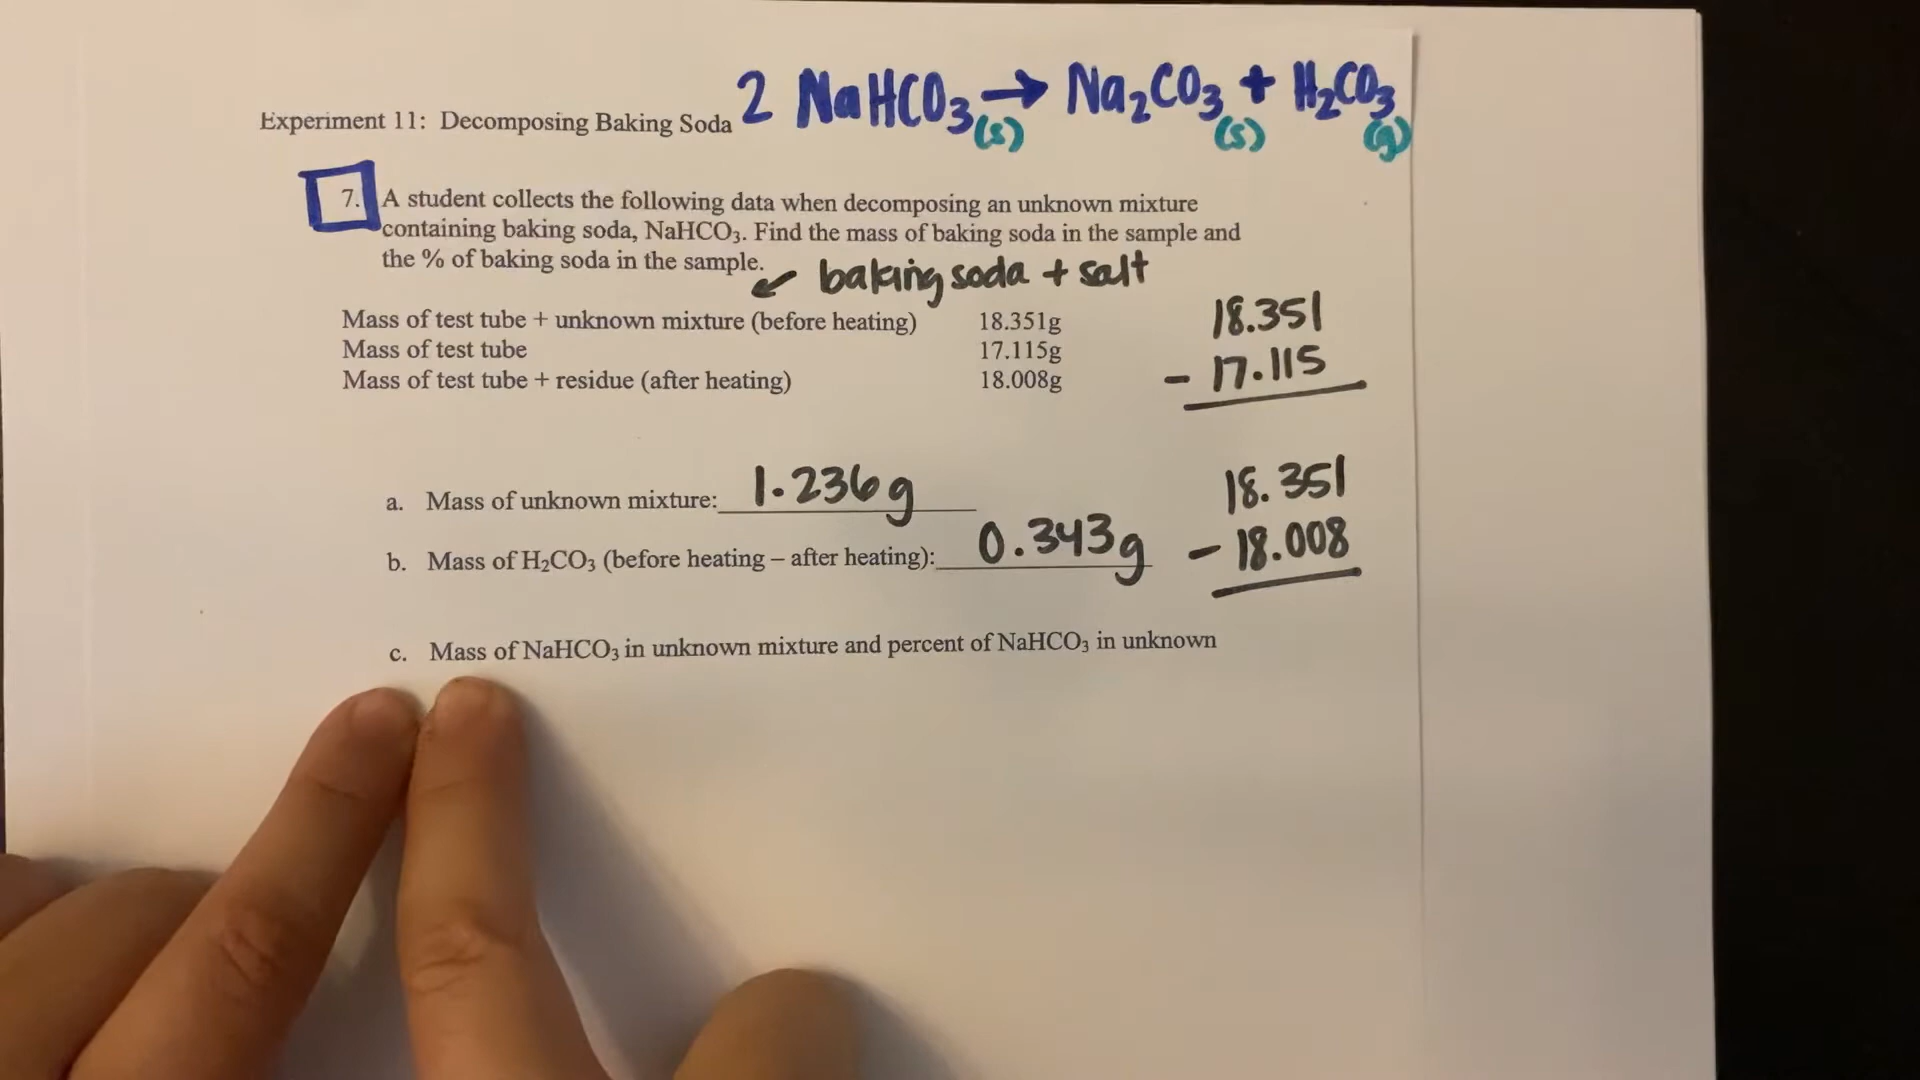 Experiment 11: Decomposing Baking Soda 2 NaHCO₃(s) → Na₂CO₃(s) + H₂CO₃(g)
7. A student collects the following data when decomposing an unknown mixture
containing baking soda, NaHCO₃. Find the mass of baking soda in the sample and
the % of baking soda in the sample.
↙ baking soda + salt
Mass of test tube + unknown mixture (before heating) 18.351g
Mass of test tube 17.115g
Mass of test tube + residue (after heating) 18.008g
18.351
- 17.115
a. Mass of unknown mixture: 1.236g
b. Mass of H₂CO₃ (before heating – after heating): 0.343g
18.351
- 18.008
c. Mass of NaHCO₃ in unknown mixture and percent of NaHCO₃ in unknown